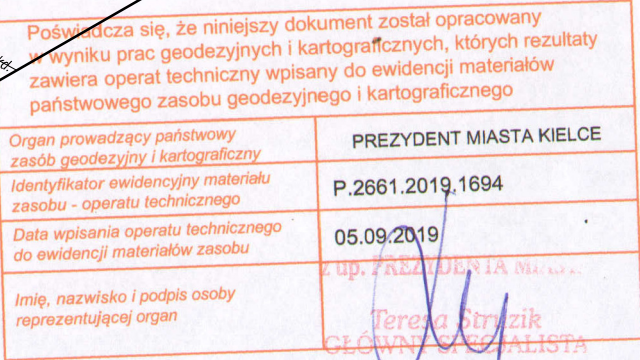 Poświadcza się, że niniejszy dokument został opracowany
w wyniku prac geodezyjnych i kartograficznych, których rezultaty
zawiera operat techniczny wpisany do ewidencji materiałów
państwowego zasobu geodezyjnego i kartograficznego
Organ prowadzący państwowy
zasób geodezyjny i kartograficzny
PREZYDENT MIASTA KIELCE
Identyfikator ewidencyjny materiału
zasobu - operatu technicznego
P.2661.2019.1694
Data wpisania operatu technicznego
do ewidencji materiałów zasobu
05.09.2019
Imię, nazwisko i podpis osoby
reprezentującej organ
z up. PREZYDENTA MIASTA
Teresa Struzik
GŁÓWNY SPECJALISTA